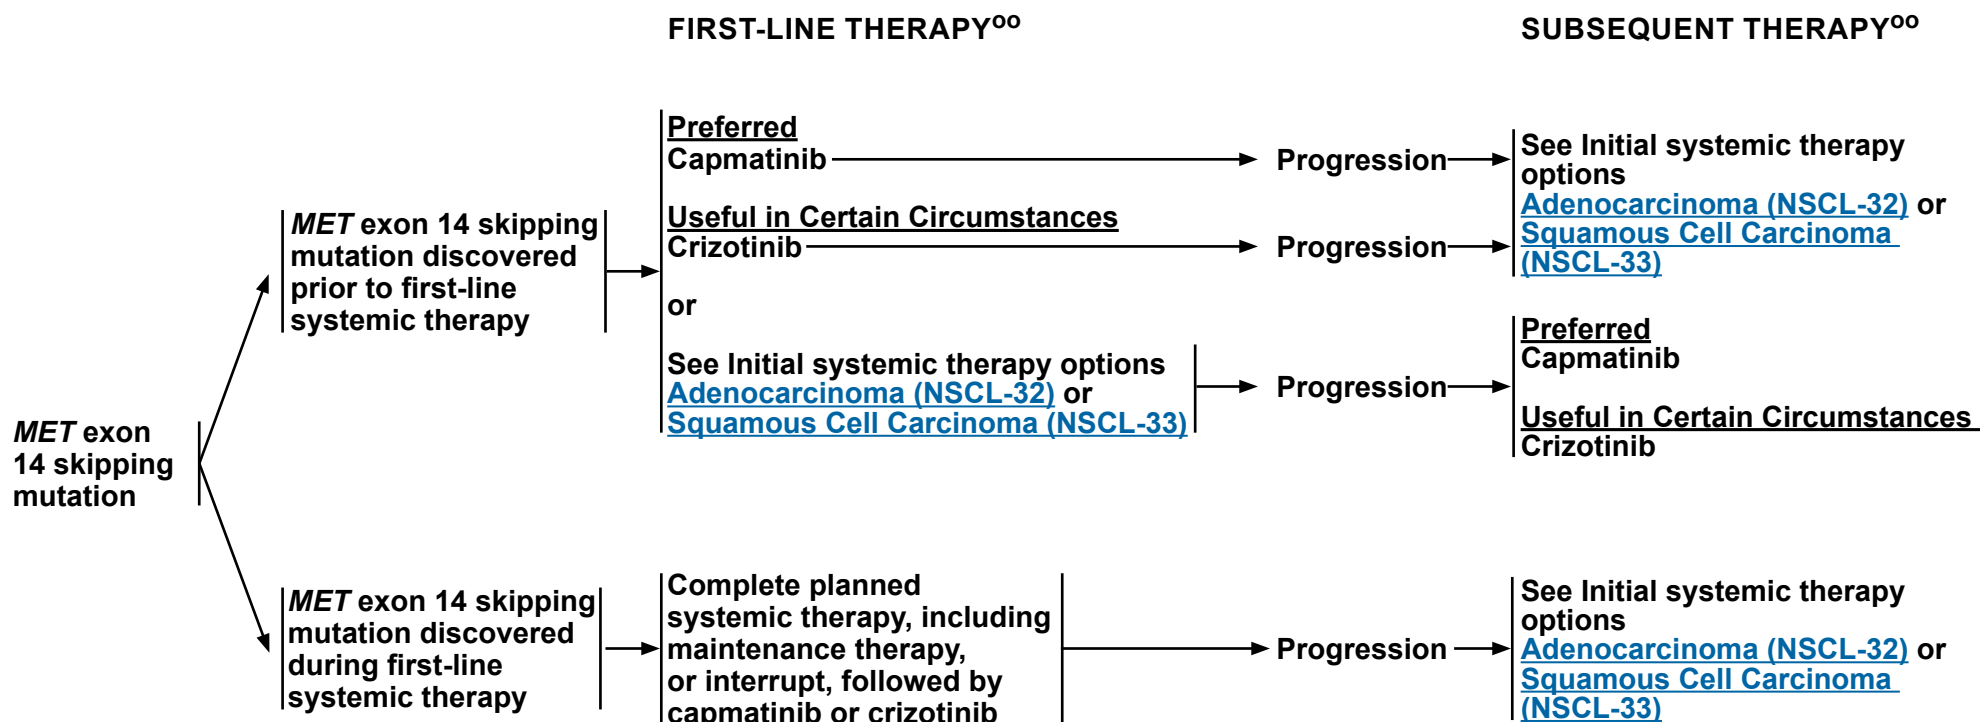 FIRST-LINE THERAPYoo
SUBSEQUENT THERAPYoo
MET exon
14 skipping
mutation
MET exon 14 skipping
mutation discovered
prior to first-line
systemic therapy
Preferred
Capmatinib
Progression
Useful in Certain Circumstances
Crizotinib
Progression
or
See Initial systemic therapy
options
Adenocarcinoma (NSCL-32) or
Squamous Cell Carcinoma
(NSCL-33)
See Initial systemic therapy options
Adenocarcinoma (NSCL-32) or
Squamous Cell Carcinoma (NSCL-33)
Progression
Preferred
Capmatinib
Useful in Certain Circumstances
Crizotinib
MET exon 14 skipping
mutation discovered
during first-line
systemic therapy
Complete planned
systemic therapy, including
maintenance therapy,
or interrupt, followed by
capmatinib or crizotinib
Progression
See Initial systemic therapy
options
Adenocarcinoma (NSCL-32) or
Squamous Cell Carcinoma
(NSCL-33)